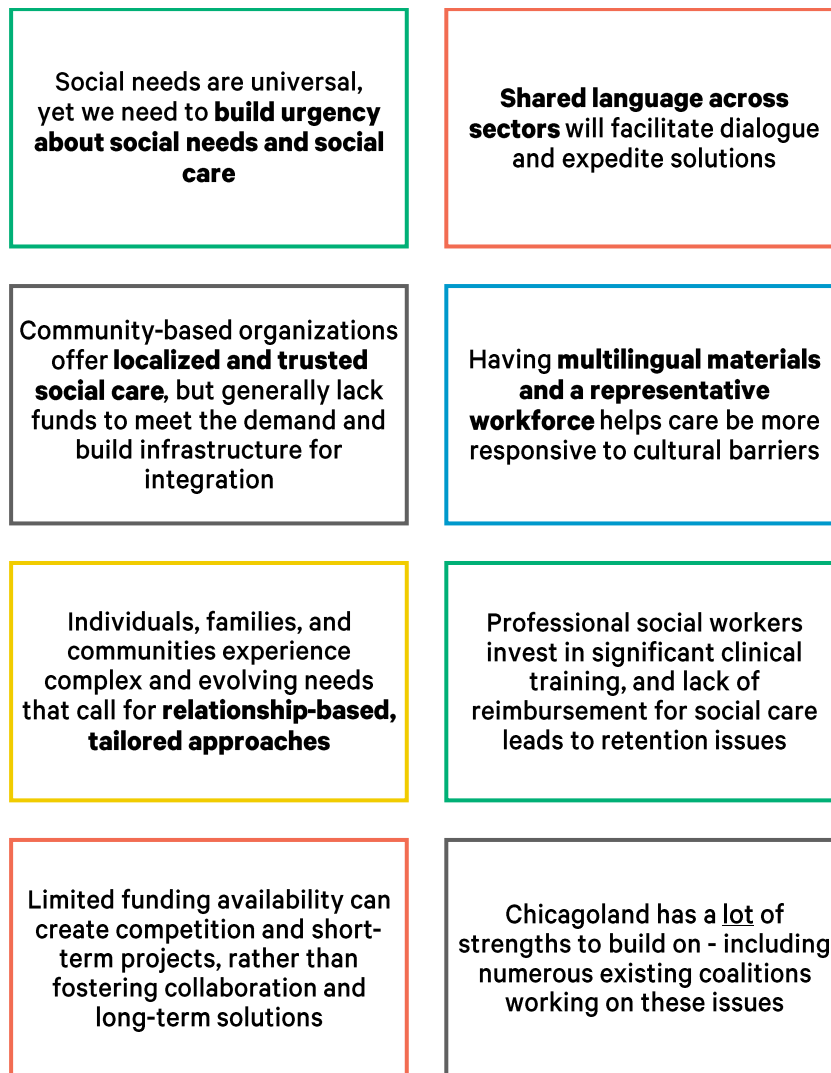 Social needs are universal,
yet we need to build urgency
about social needs and social
care
Shared language across
sectors will facilitate dialogue
and expedite solutions
Community-based organizations
offer localized and trusted
social care, but generally lack
funds to meet the demand and
build infrastructure for
integration
Having multilingual materials
and a representative
workforce helps care be more
responsive to cultural barriers
Individuals, families, and
communities experience
complex and evolving needs
that call for relationship-based,
tailored approaches
Professional social workers
invest in significant clinical
training, and lack of
reimbursement for social care
leads to retention issues
Limited funding availability can
create competition and short-
term projects, rather than
fostering collaboration and
long-term solutions
Chicagoland has a lot of
strengths to build on - including
numerous existing coalitions
working on these issues